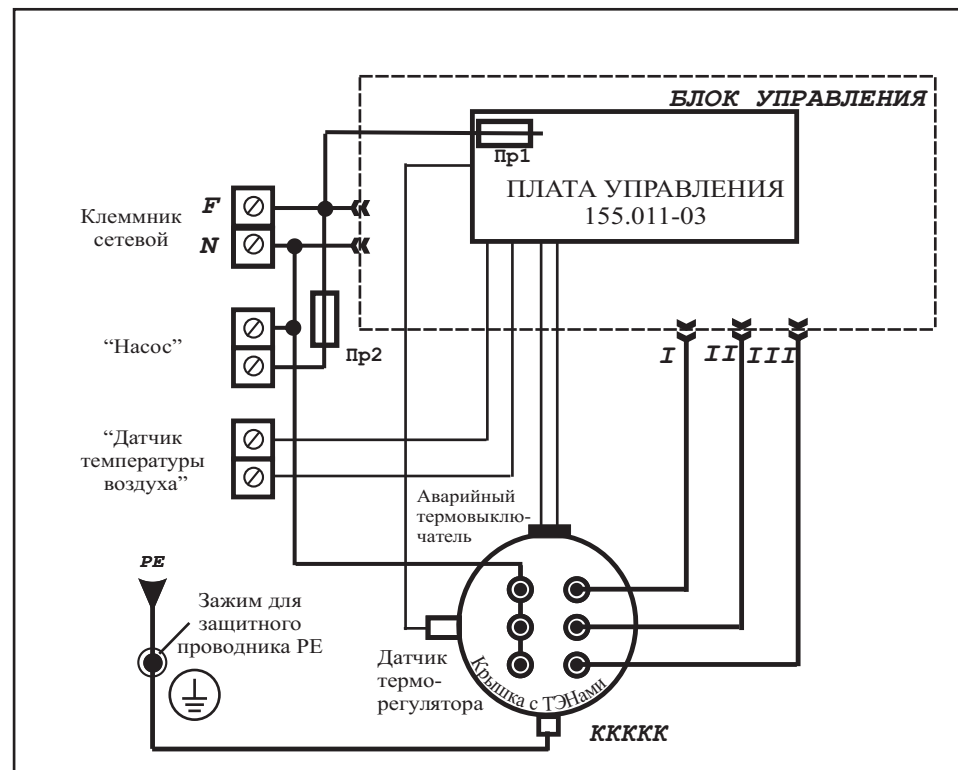 БЛОК УПРАВЛЕНИЯ
Пр1
ПЛАТА УПРАВЛЕНИЯ
155.011-03
Клеммник
сетевой
F
N
“Насос”
Пр2
I
II
III
“Датчик
температуры
воздуха”
Аварийный
термовыклю-
чатель
PE
Зажим для
защитного
проводника PE
Датчик
термо-
регулятора
Крышка с ТЭНами
ККККК